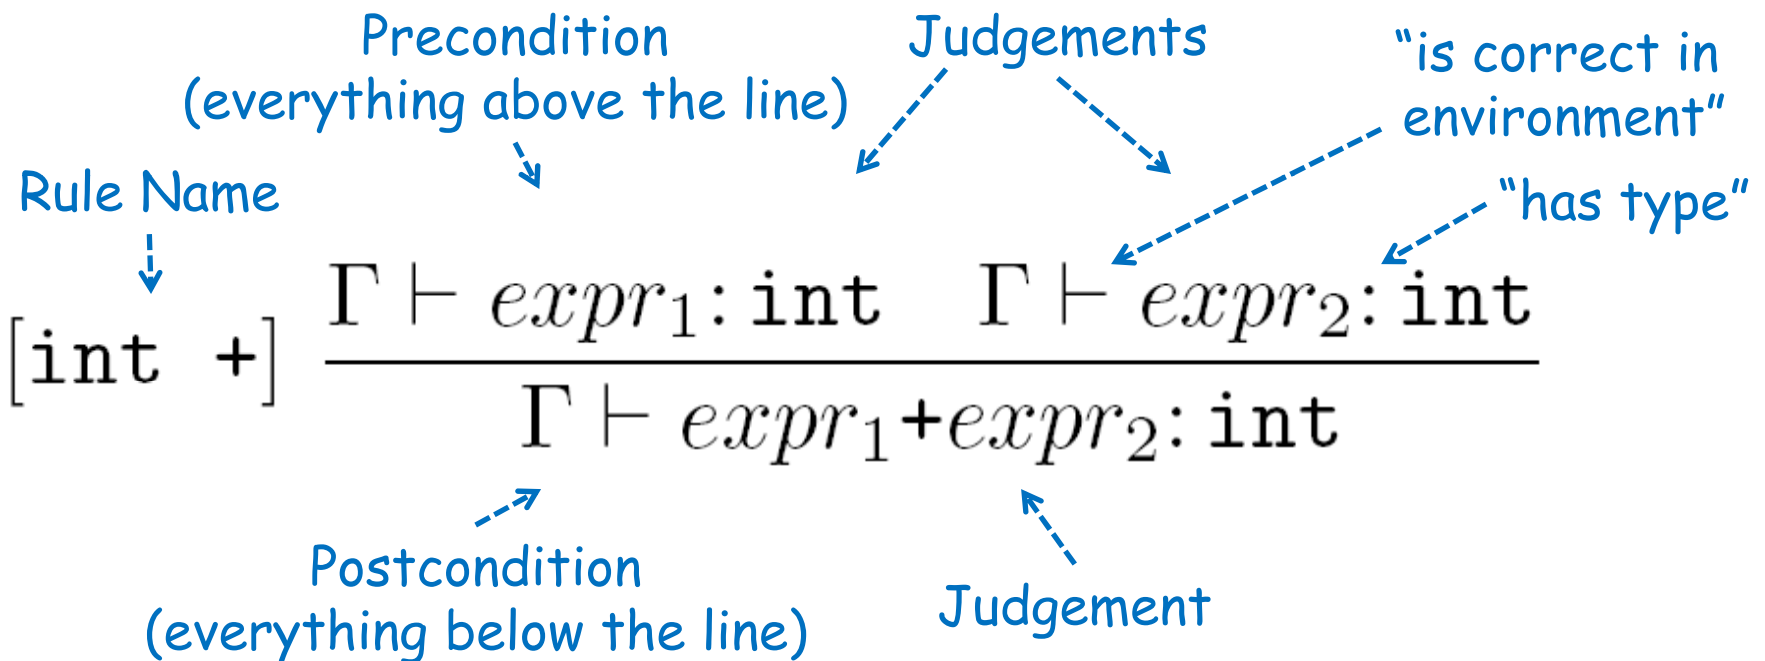 Precondition
(everything above the line)
Judgements
“is correct in
environment”
Rule Name
“has type”
[int +]
Γ ⊢ expr₁: int Γ ⊢ expr₂: int
Γ ⊢ expr₁+expr₂: int
Postcondition
(everything below the line)
Judgement